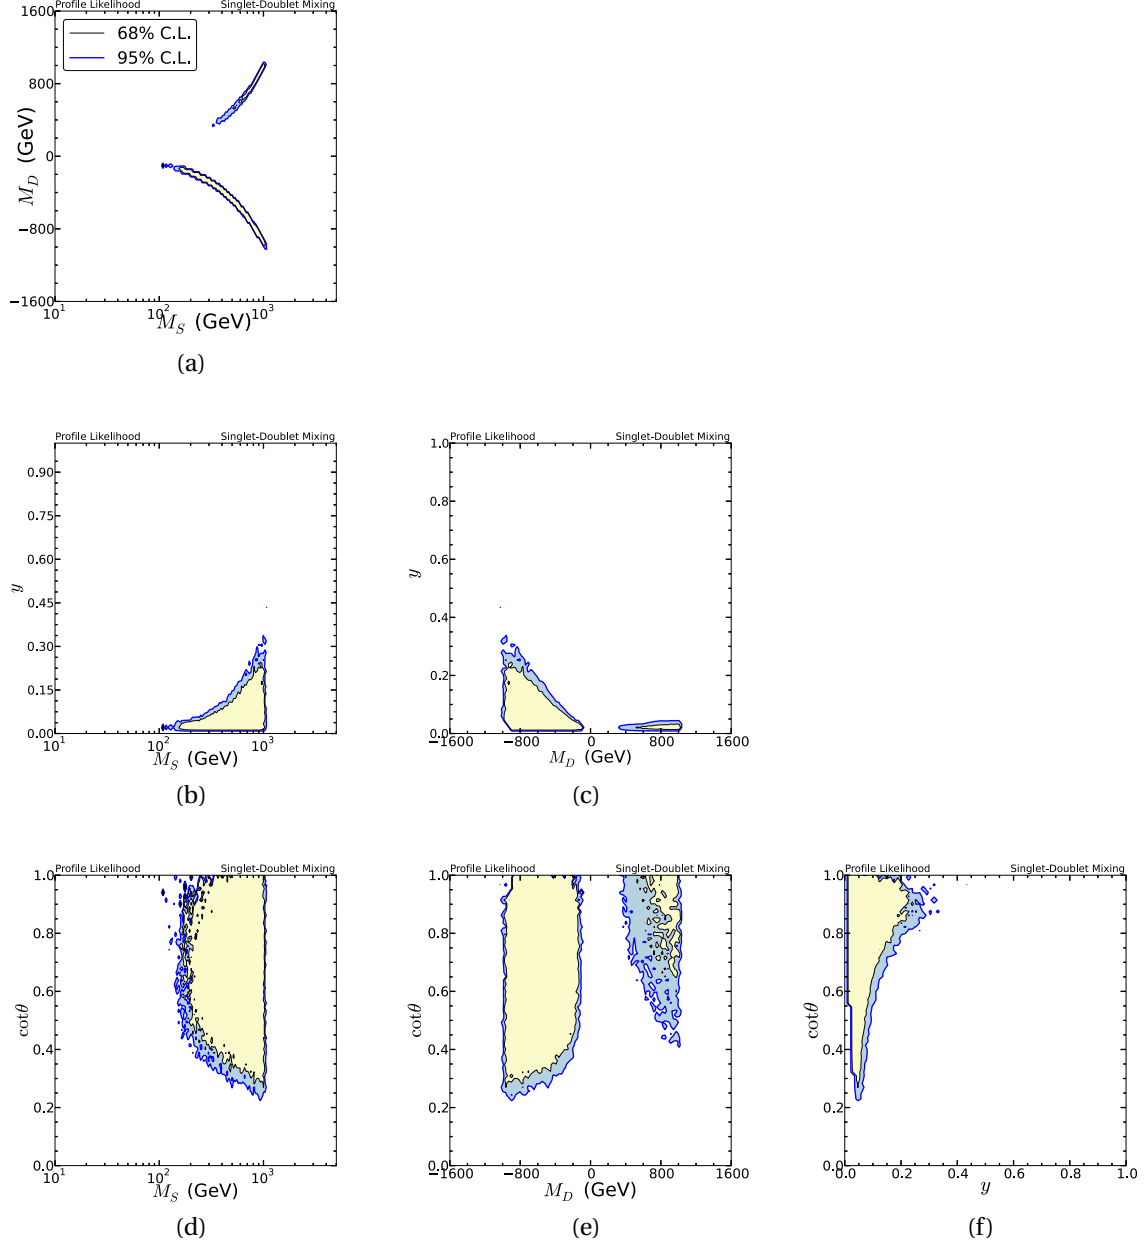 Profile Likelihood Singlet-Doublet Mixing
1600
68% C.L.
95% C.L.
800
0
−800
−1600
M_D (GeV)
10^1 10^2 10^3
M_S (GeV)
(a)
Profile Likelihood Singlet-Doublet Mixing
0.90
0.75
0.60
0.45
0.30
0.15
0.00
y
10^1 10^2 10^3
M_S (GeV)
(b)
Profile Likelihood Singlet-Doublet Mixing
1.0
0.8
0.6
0.4
0.2
0.0
y
−1600 −800 0 800 1600
M_D (GeV)
(c)
Profile Likelihood Singlet-Doublet Mixing
1.0
0.8
0.6
0.4
0.2
0.0
cotθ
10^1 10^2 10^3
M_S (GeV)
(d)
Profile Likelihood Singlet-Doublet Mixing
1.0
0.8
0.6
0.4
0.2
0.0
cotθ
−1600 −800 0 800 1600
M_D (GeV)
(e)
Profile Likelihood Singlet-Doublet Mixing
1.0
0.8
0.6
0.4
0.2
0.0
cotθ
0.0 0.2 0.4 0.6 0.8 1.0
y
(f)